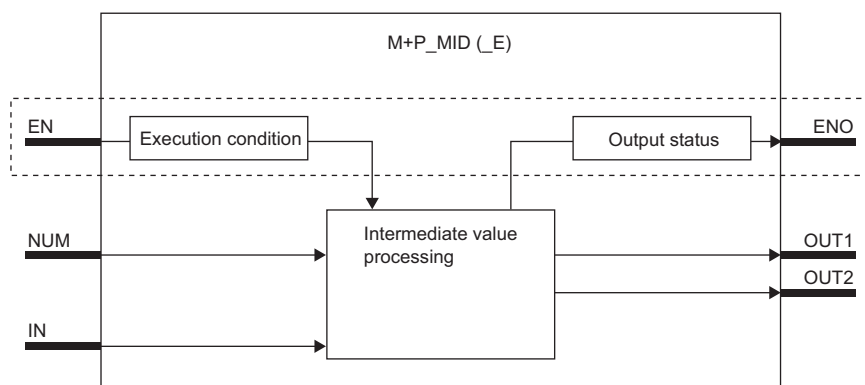 M+P_MID (_E)
EN
Execution condition
Output status
ENO
NUM
Intermediate value
processing
OUT1
OUT2
IN